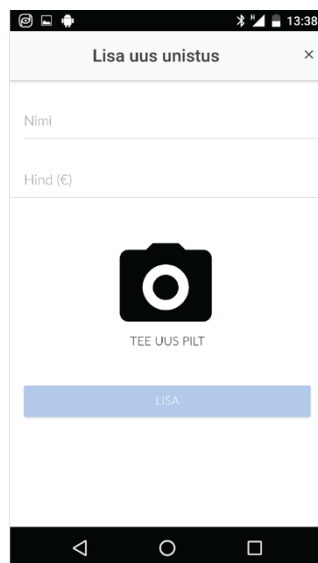 H 13:38
Lisa uus unistus ×
Nimi
Hind (€)
TEE UUS PILT
LISA